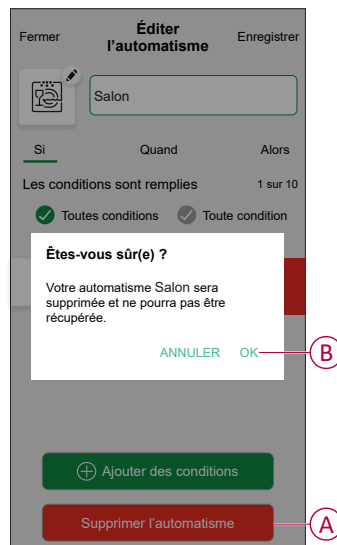 Fermer
Éditer
l'automatisme
Enregistrer
Salon
Si
Quand
Alors
Les conditions sont remplies
1 sur 10
Toutes conditions
Toute condition
Êtes-vous sûr(e) ?
Votre automatisme Salon sera
supprimée et ne pourra pas être
récupérée.
ANNULER
OK
B
Ajouter des conditions
Supprimer l'automatisme
A